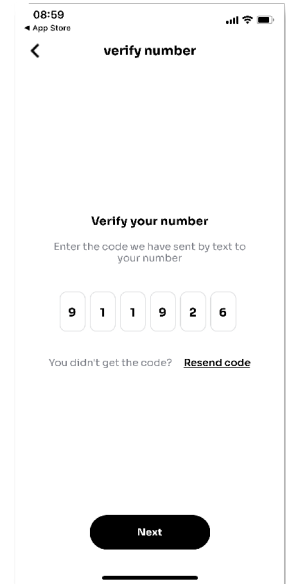 08:59
◀ App Store
verify number
Verify your number
Enter the code we have sent by text to
your number
9 1 1 9 2 6
You didn't get the code? Resend code
Next